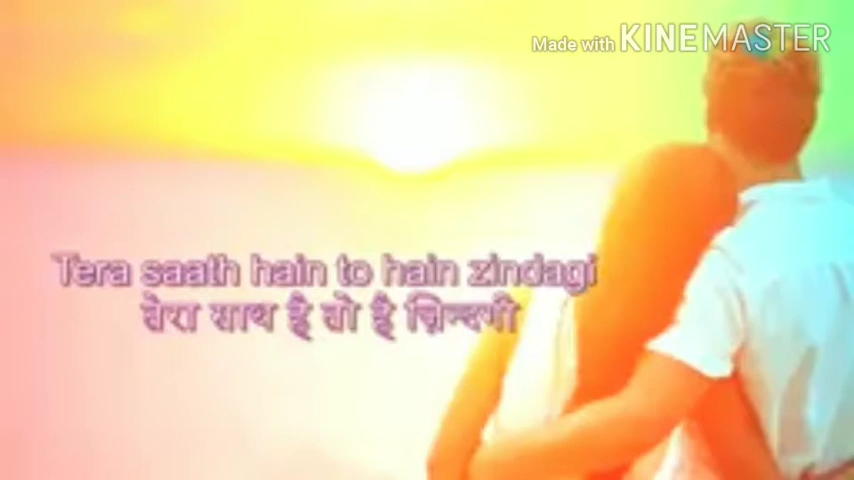 Made with KINEMASTER
Tera saath hain to hain zindagi
तेरा साथ है तो है ज़िन्दगी